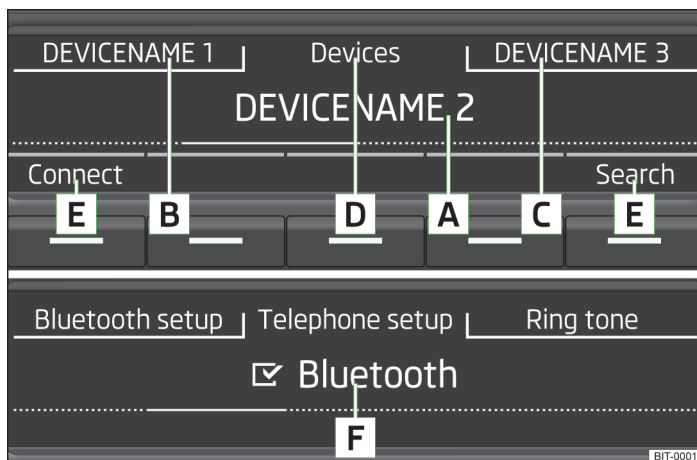 DEVICENAME 1 Devices DEVICENAME 3
DEVICENAME 2
Connect Search
E B D A C E
Bluetooth setup Telephone setup Ring tone
Bluetooth
F
BIT-0001